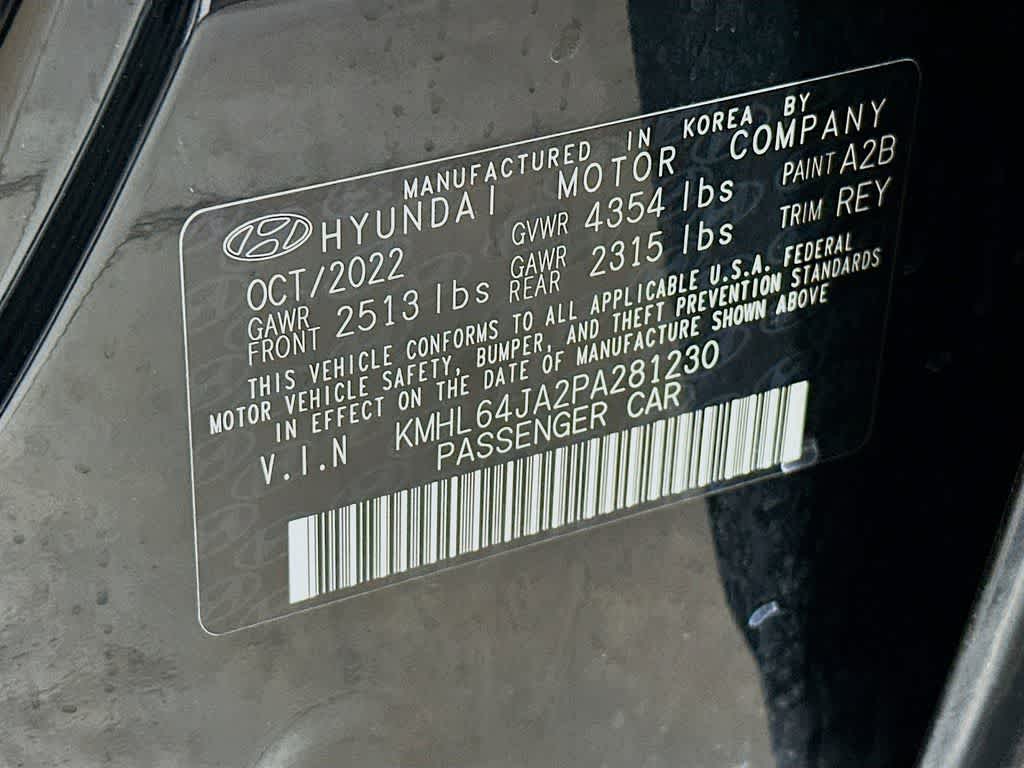 MANUFACTURED IN KOREA BY
HYUNDAI MOTOR COMPANY
OCT/2022 GVWR 4354 lbs PAINT A2B
GAWR FRONT 2513 lbs GAWR REAR 2315 lbs TRIM REY
THIS VEHICLE CONFORMS TO ALL APPLICABLE U.S.A. FEDERAL
MOTOR VEHICLE SAFETY, BUMPER, AND THEFT PREVENTION STANDARDS
IN EFFECT ON THE DATE OF MANUFACTURE SHOWN ABOVE
V.I.N KMHL64JA2PA281230
PASSENGER CAR